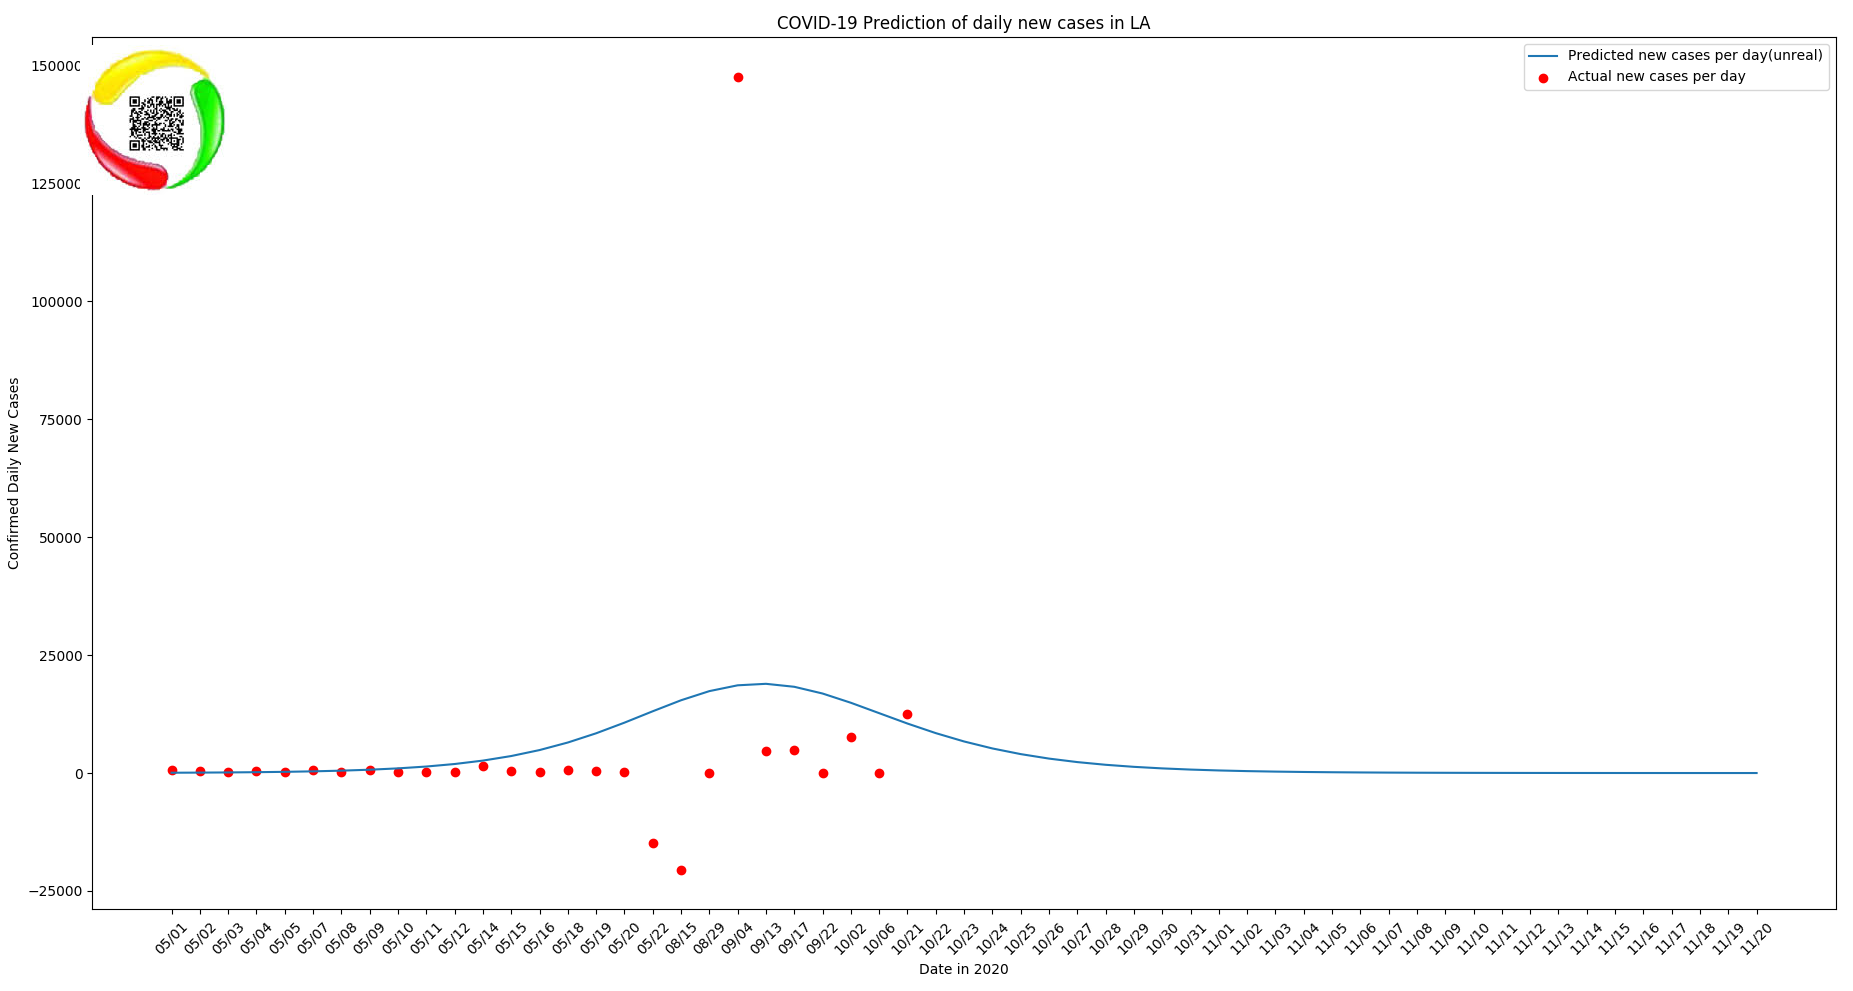 COVID-19 Prediction of daily new cases in LA
Predicted new cases per day(unreal)
Actual new cases per day
150000
125000
100000
75000
50000
25000
0
−25000
Confirmed Daily New Cases
05/01 05/02 05/03 05/04 05/05 05/07 05/08 05/09 05/10 05/11 05/12 05/14 05/15 05/16 05/18 05/19 05/20 05/22 08/15 08/29 09/04 09/13 09/17 09/22 10/02 10/06 10/21 10/22 10/23 10/24 10/25 10/26 10/27 10/28 10/29 10/30 10/31 11/01 11/02 11/03 11/04 11/05 11/06 11/07 11/08 11/09 11/10 11/11 11/12 11/13 11/14 11/15 11/16 11/17 11/18 11/19 11/20
Date in 2020